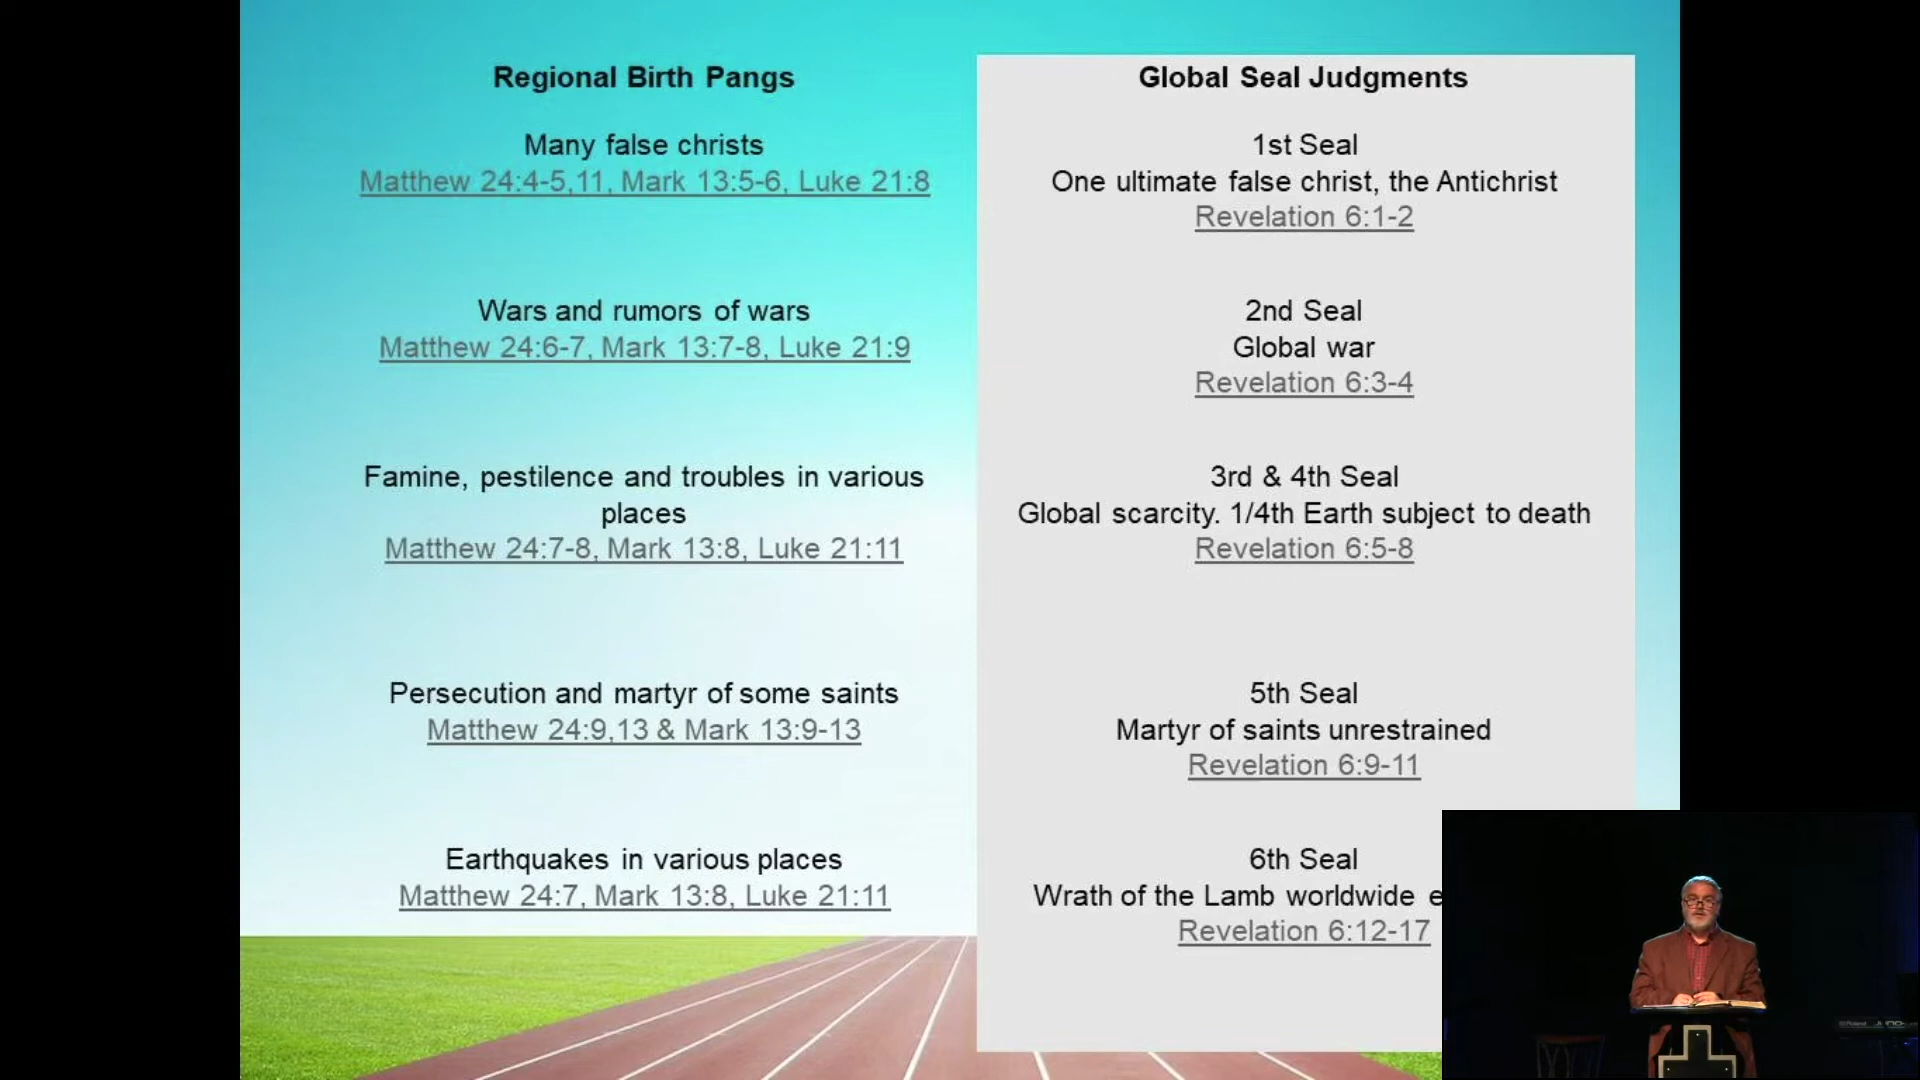 Regional Birth Pangs
Many false christs
Matthew 24:4-5,11, Mark 13:5-6, Luke 21:8
Wars and rumors of wars
Matthew 24:6-7, Mark 13:7-8, Luke 21:9
Famine, pestilence and troubles in various
places
Matthew 24:7-8, Mark 13:8, Luke 21:11
Persecution and martyr of some saints
Matthew 24:9,13 & Mark 13:9-13
Earthquakes in various places
Matthew 24:7, Mark 13:8, Luke 21:11
Global Seal Judgments
1st Seal
One ultimate false christ, the Antichrist
Revelation 6:1-2
2nd Seal
Global war
Revelation 6:3-4
3rd & 4th Seal
Global scarcity. 1/4th Earth subject to death
Revelation 6:5-8
5th Seal
Martyr of saints unrestrained
Revelation 6:9-11
6th Seal
Wrath of the Lamb worldwide
Revelation 6:12-17
Roland